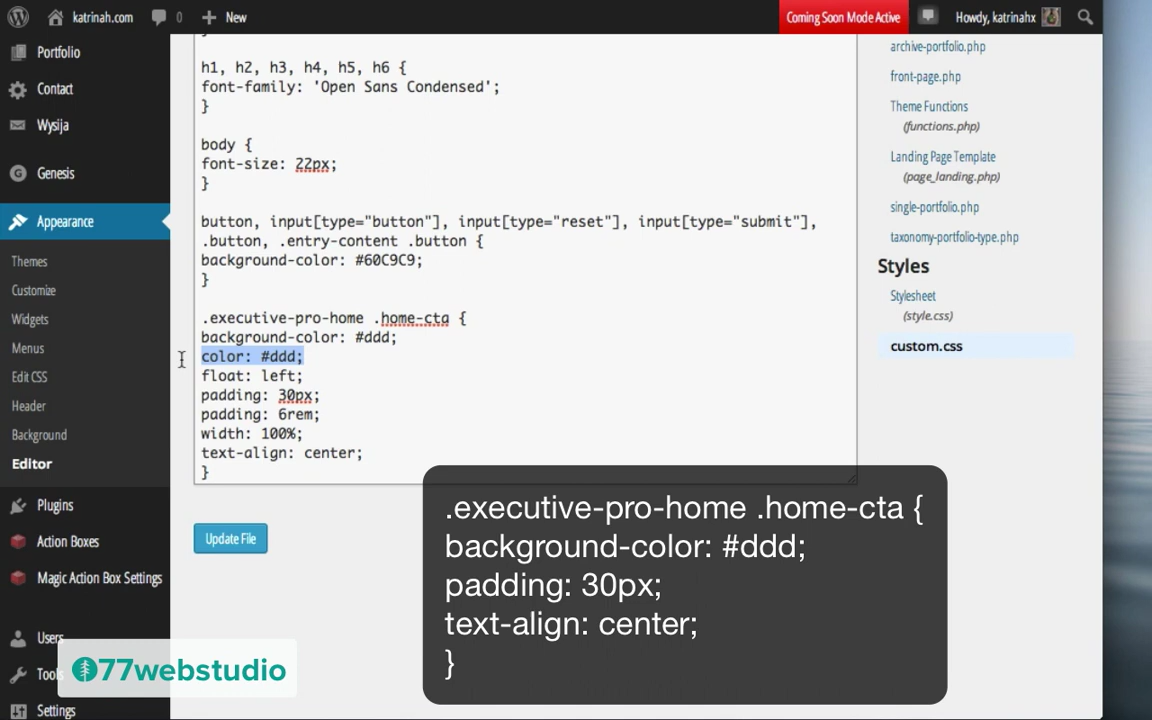 katrinah.com
0
New
Coming Soon Mode Active
Howdy, katrinahx
Portfolio
Contact
Wysija
Genesis
Appearance
Themes
Customize
Widgets
Menus
Edit CSS
Header
Background
Editor
Plugins
Action Boxes
Magic Action Box Settings
Users
Tools
Settings
h1, h2, h3, h4, h5, h6 {
font-family: 'Open Sans Condensed';
}
body {
font-size: 22px;
}
button, input[type="button"], input[type="reset"], input[type="submit"],
.button, .entry-content .button {
background-color: #60C9C9;
}
.executive-pro-home .home-cta {
background-color: #ddd;
color: #ddd;
float: left;
padding: 30px;
padding: 6rem;
width: 100%;
text-align: center;
}
Update File
archive-portfolio.php
front-page.php
Theme Functions
(functions.php)
Landing Page Template
(page_landing.php)
single-portfolio.php
taxonomy-portfolio-type.php
Styles
Stylesheet
(style.css)
custom.css
.executive-pro-home .home-cta {
background-color: #ddd;
padding: 30px;
text-align: center;
}
77webstudio